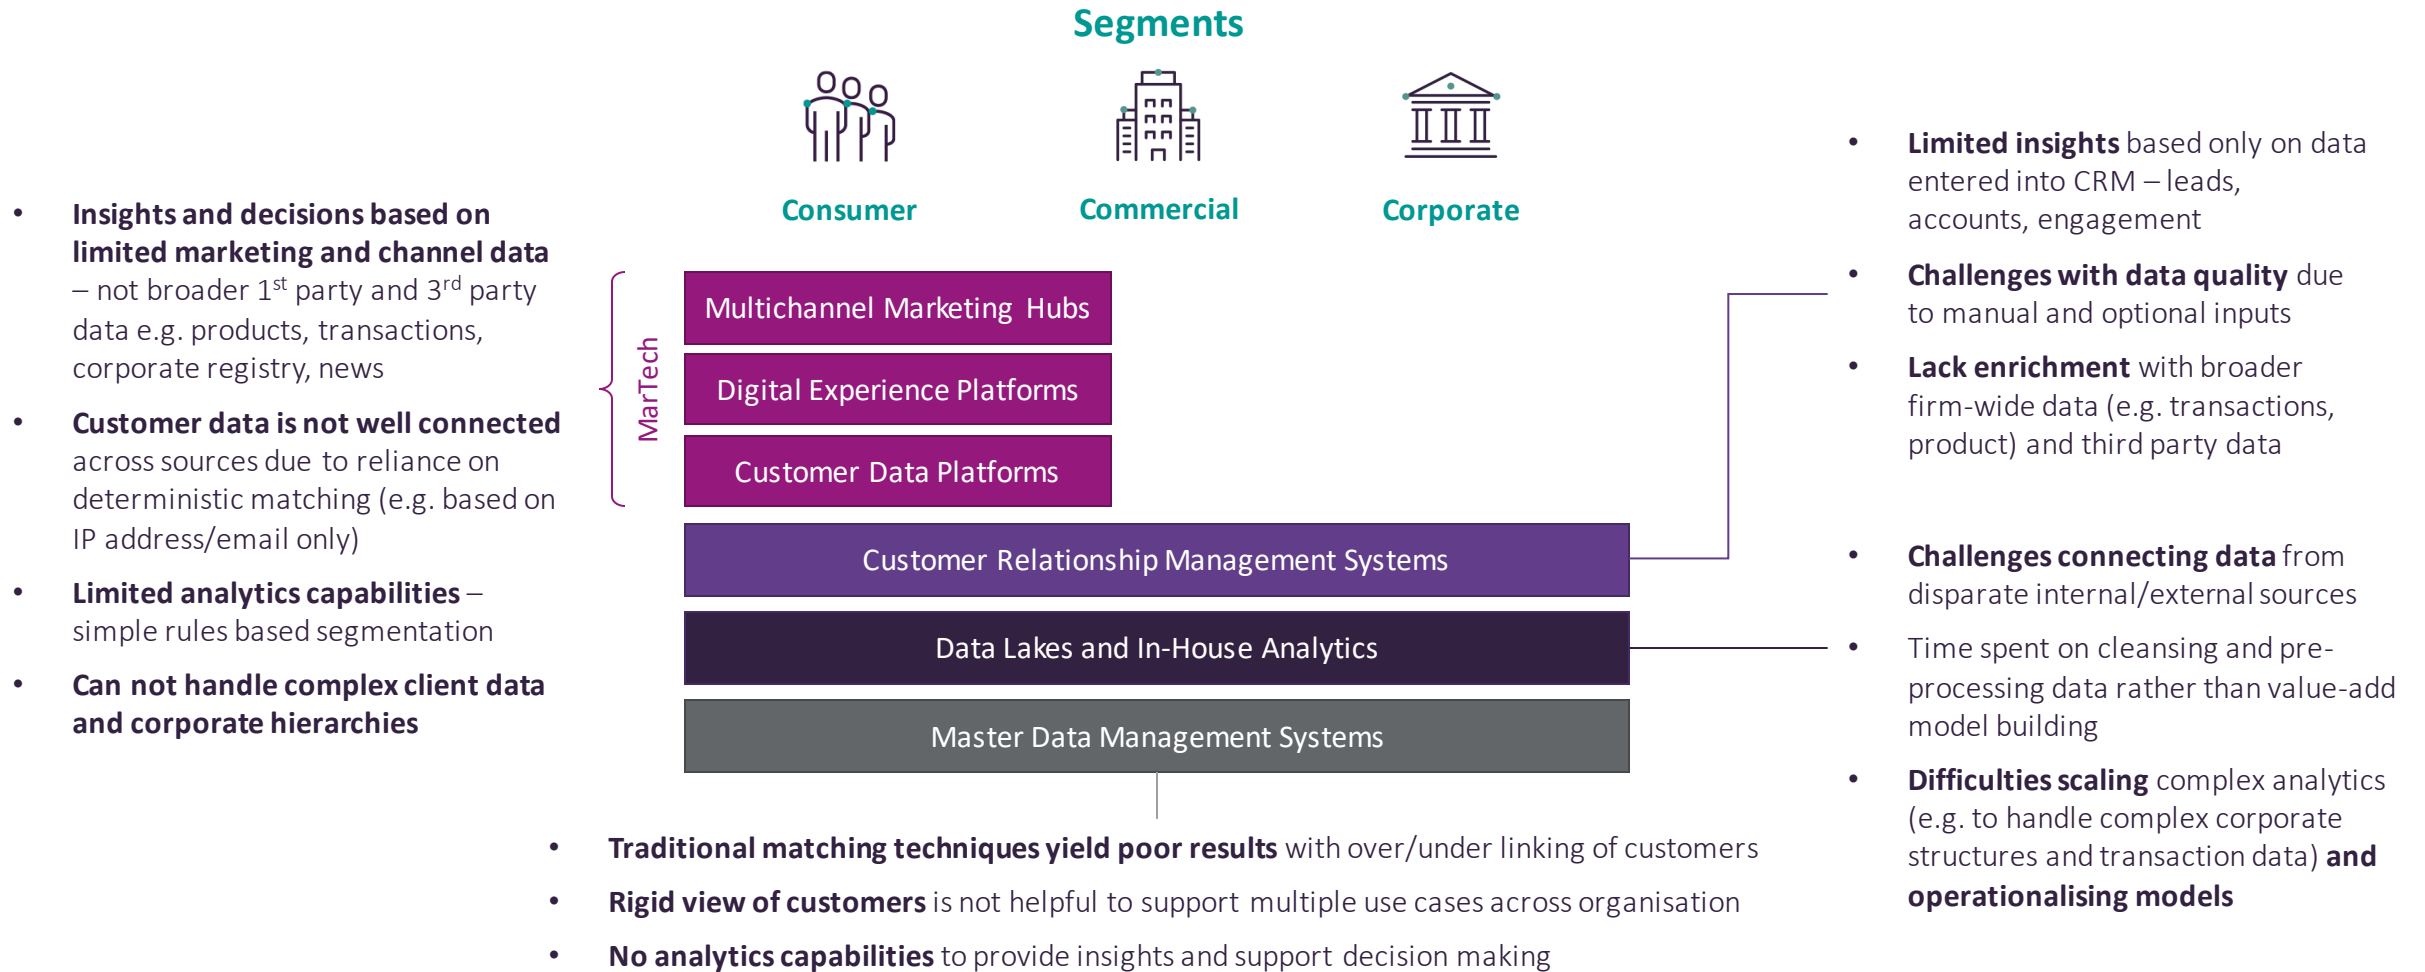 Segments
Consumer
Commercial
Corporate
• Insights and decisions based on
limited marketing and channel data
– not broader 1st party and 3rd party
data e.g. products, transactions,
corporate registry, news
• Customer data is not well connected
across sources due to reliance on
deterministic matching (e.g. based on
IP address/email only)
• Limited analytics capabilities –
simple rules based segmentation
• Can not handle complex client data
and corporate hierarchies
MarTech
Multichannel Marketing Hubs
Digital Experience Platforms
Customer Data Platforms
Customer Relationship Management Systems
Data Lakes and In-House Analytics
Master Data Management Systems
• Limited insights based only on data
entered into CRM – leads,
accounts, engagement
• Challenges with data quality due
to manual and optional inputs
• Lack enrichment with broader
firm-wide data (e.g. transactions,
product) and third party data
• Challenges connecting data from
disparate internal/external sources
• Time spent on cleansing and pre-
processing data rather than value-add
model building
• Difficulties scaling complex analytics
(e.g. to handle complex corporate
structures and transaction data) and
operationalising models
• Traditional matching techniques yield poor results with over/under linking of customers
• Rigid view of customers is not helpful to support multiple use cases across organisation
• No analytics capabilities to provide insights and support decision making